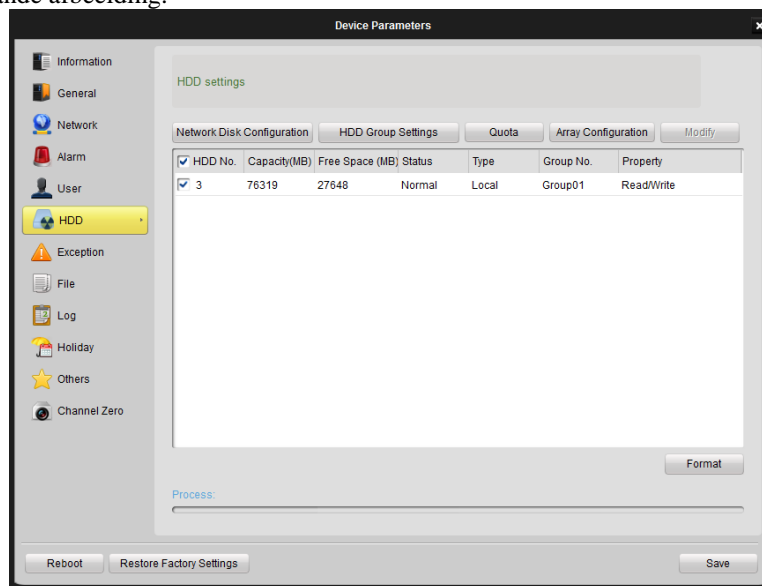 ande afbeelding.
Device Parameters
Information
General
Network
Alarm
User
HDD
Exception
File
Log
Holiday
Others
Channel Zero
HDD settings
Network Disk Configuration HDD Group Settings Quota Array Configuration Modify
HDD No. Capacity(MB) Free Space (MB) Status Type Group No. Property
3 76319 27648 Normal Local Group01 Read/Write
Format
Process:
Reboot Restore Factory Settings Save